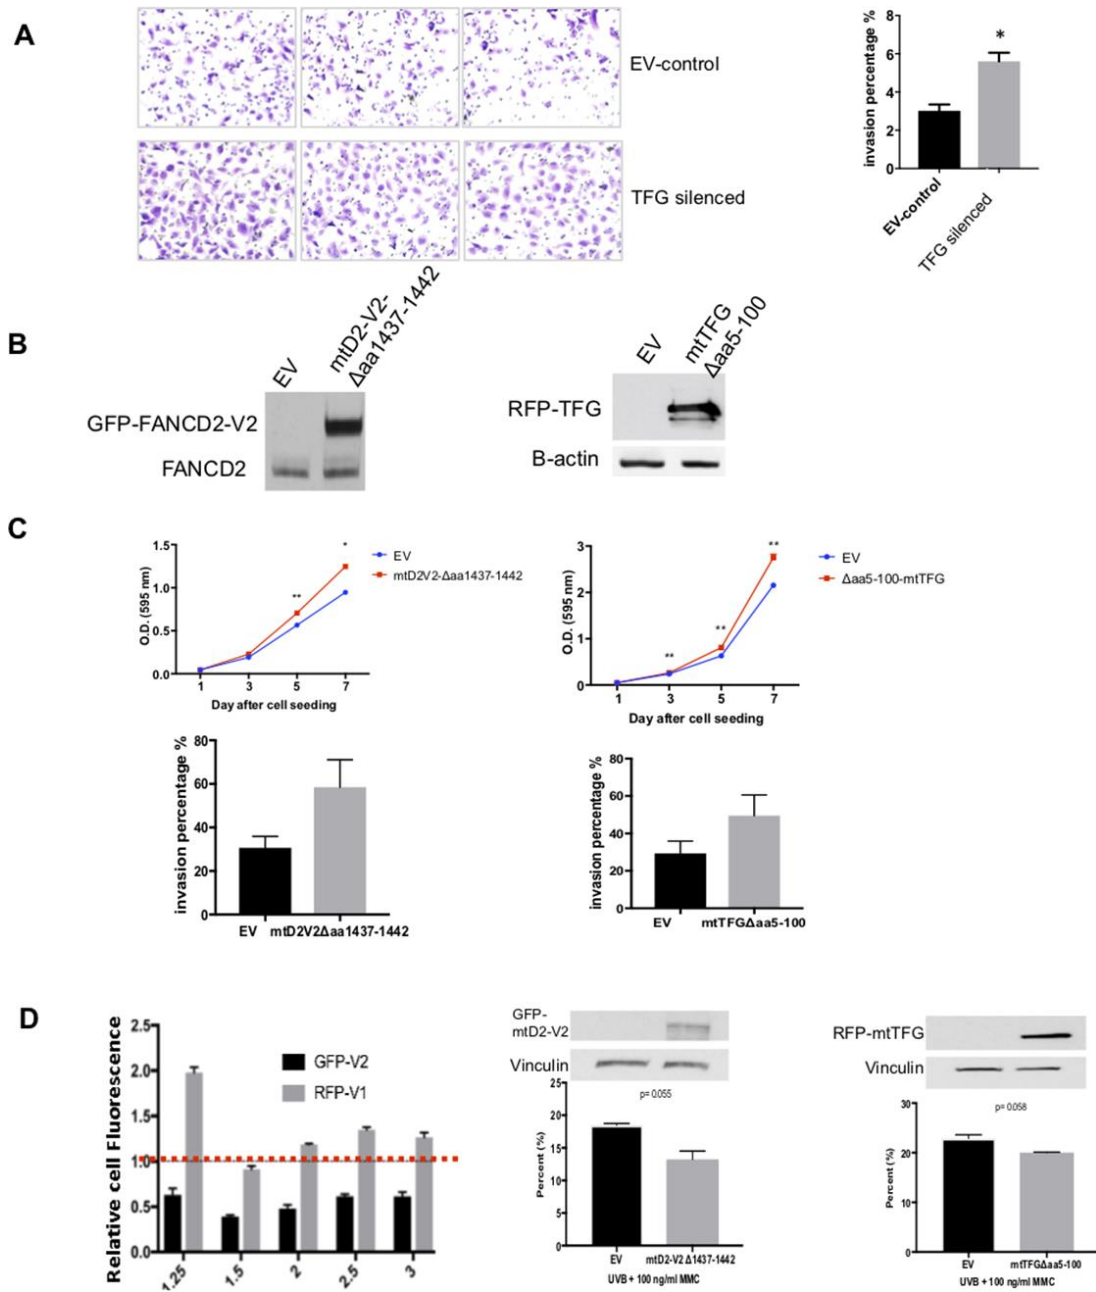 A
EV-control
TFG silenced
invasion percentage %
8
6
4
2
0
*
EV-control
TFG silenced
B
EV
mtD2-V2-
Δaa1437-1442
GFP-FANCD2-V2
FANCD2
EV
mtTFG
Δaa5-100
RFP-TFG
B-actin
C
O.D. (595 nm)
1.5
1.0
0.5
0.0
**
*
1 3 5 7
Day after cell seeding
EV
mtD2V2-Δaa1437-1442
O.D. (595 nm)
3
2
1
0
**
**
**
1 3 5 7
Day after cell seeding
EV
Δaa5-100-mtTFG
invasion percentage %
80
60
40
20
0
EV mtD2V2Δaa1437-1442
invasion percentage %
80
60
40
20
0
EV mtTFGΔaa5-100
D
Relative cell Fluorescence
2.5
2.0
1.5
1.0
0.5
0.0
GFP-V2
RFP-V1
1.25 1.5 2 2.5 3
GFP-
mtD2-V2
Vinculin
p= 0.055
Percent (%)
25
20
15
10
5
0
EV mtD2-V2 Δ1437-1442
UVB + 100 ng/ml MMC
RFP-mtTFG
Vinculin
p= 0.058
Percent (%)
30
20
30
0
EV mtTFGΔaa5-100
UVB + 100 ng/ml MMC